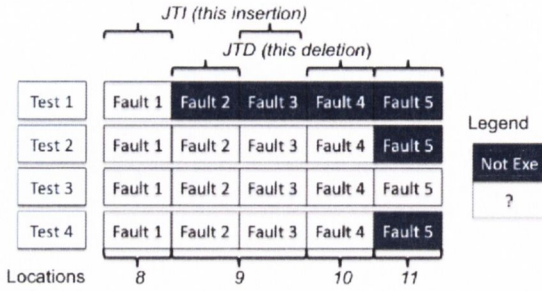 JTI (this insertion)
JTD (this deletion)
Test 1 Fault 1 Fault 2 Fault 3 Fault 4 Fault 5
Test 2 Fault 1 Fault 2 Fault 3 Fault 4 Fault 5
Test 3 Fault 1 Fault 2 Fault 3 Fault 4 Fault 5
Test 4 Fault 1 Fault 2 Fault 3 Fault 4 Fault 5
Locations 8 9 10 11
Legend
Not Exe
?